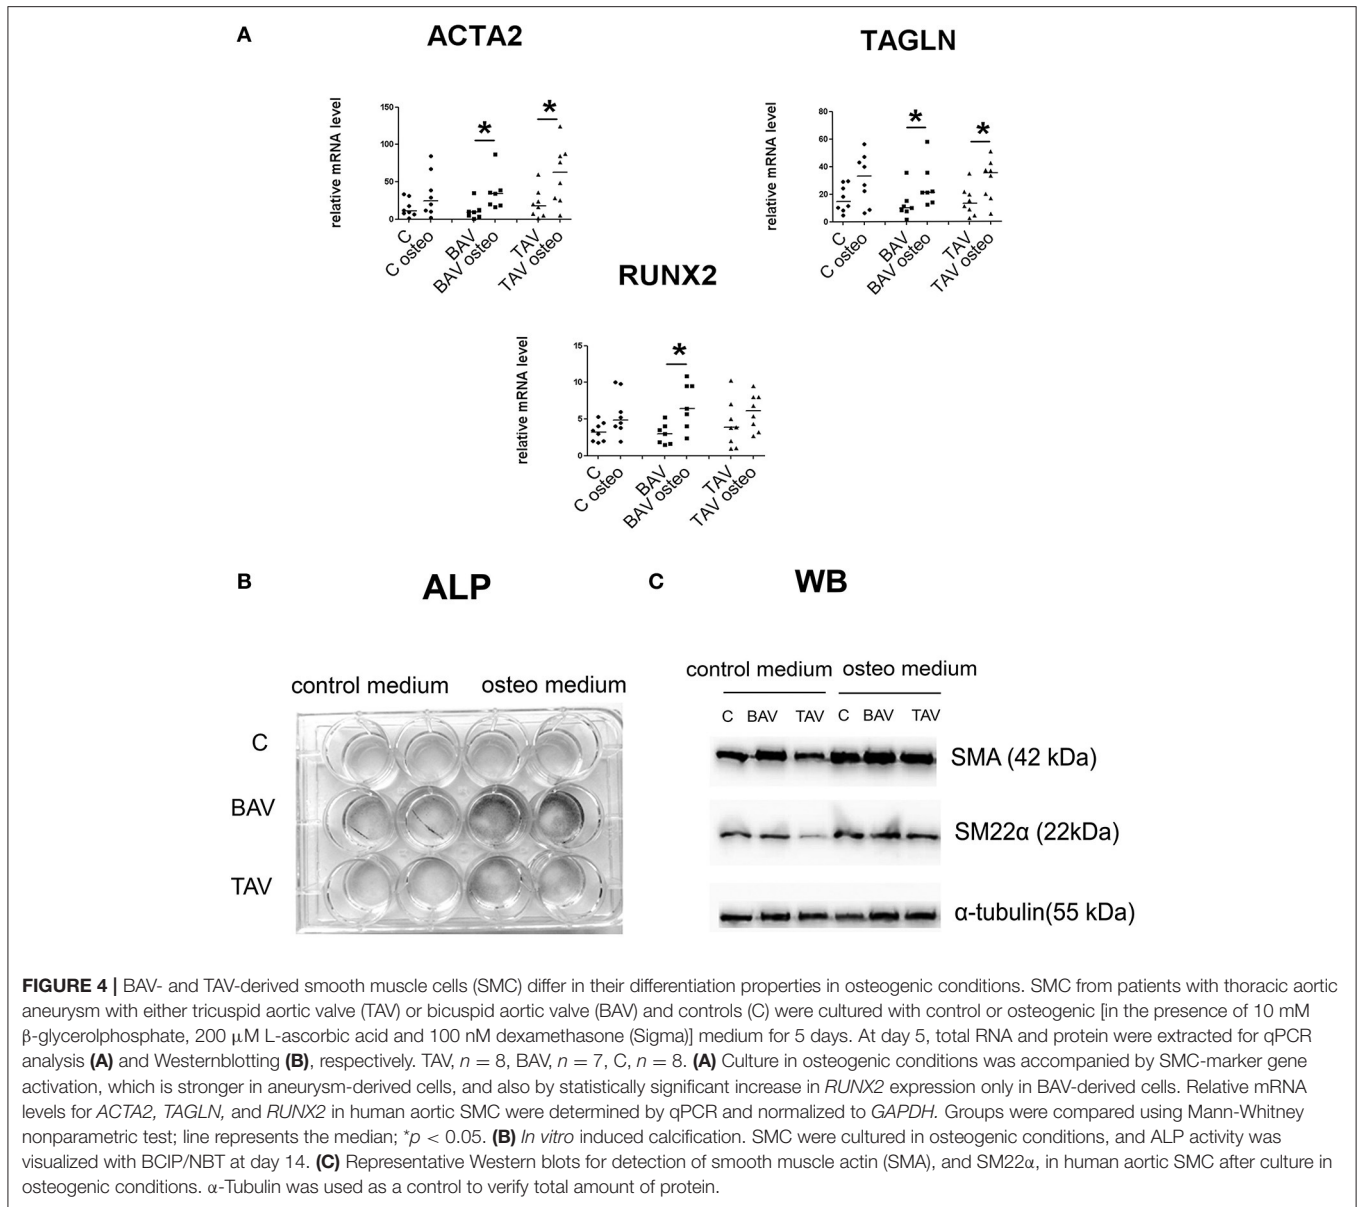 A
ACTA2
TAGLN
relative mRNA level
150
100
50
0
*
*
C
C osteo
BAV
BAV osteo
TAV
TAV osteo
relative mRNA level
80
60
40
20
0
*
*
C
C osteo
BAV
BAV osteo
TAV
TAV osteo
RUNX2
relative mRNA level
15
10
5
0
*
C
C osteo
BAV
BAV osteo
TAV
TAV osteo
B
ALP
control medium osteo medium
C
BAV
TAV
C
WB
control medium osteo medium
C BAV TAV C BAV TAV
SMA (42 kDa)
SM22α (22kDa)
α-tubulin(55 kDa)
FIGURE 4 | BAV- and TAV-derived smooth muscle cells (SMC) differ in their differentiation properties in osteogenic conditions. SMC from patients with thoracic aortic
aneurysm with either tricuspid aortic valve (TAV) or bicuspid aortic valve (BAV) and controls (C) were cultured with control or osteogenic [in the presence of 10 mM
β-glycerolphosphate, 200 μM L-ascorbic acid and 100 nM dexamethasone (Sigma)] medium for 5 days. At day 5, total RNA and protein were extracted for qPCR
analysis (A) and Westernblotting (B), respectively. TAV, n = 8, BAV, n = 7, C, n = 8. (A) Culture in osteogenic conditions was accompanied by SMC-marker gene
activation, which is stronger in aneurysm-derived cells, and also by statistically significant increase in RUNX2 expression only in BAV-derived cells. Relative mRNA
levels for ACTA2, TAGLN, and RUNX2 in human aortic SMC were determined by qPCR and normalized to GAPDH. Groups were compared using Mann-Whitney
nonparametric test; line represents the median; *p < 0.05. (B) In vitro induced calcification. SMC were cultured in osteogenic conditions, and ALP activity was
visualized with BCIP/NBT at day 14. (C) Representative Western blots for detection of smooth muscle actin (SMA), and SM22α, in human aortic SMC after culture in
osteogenic conditions. α-Tubulin was used as a control to verify total amount of protein.